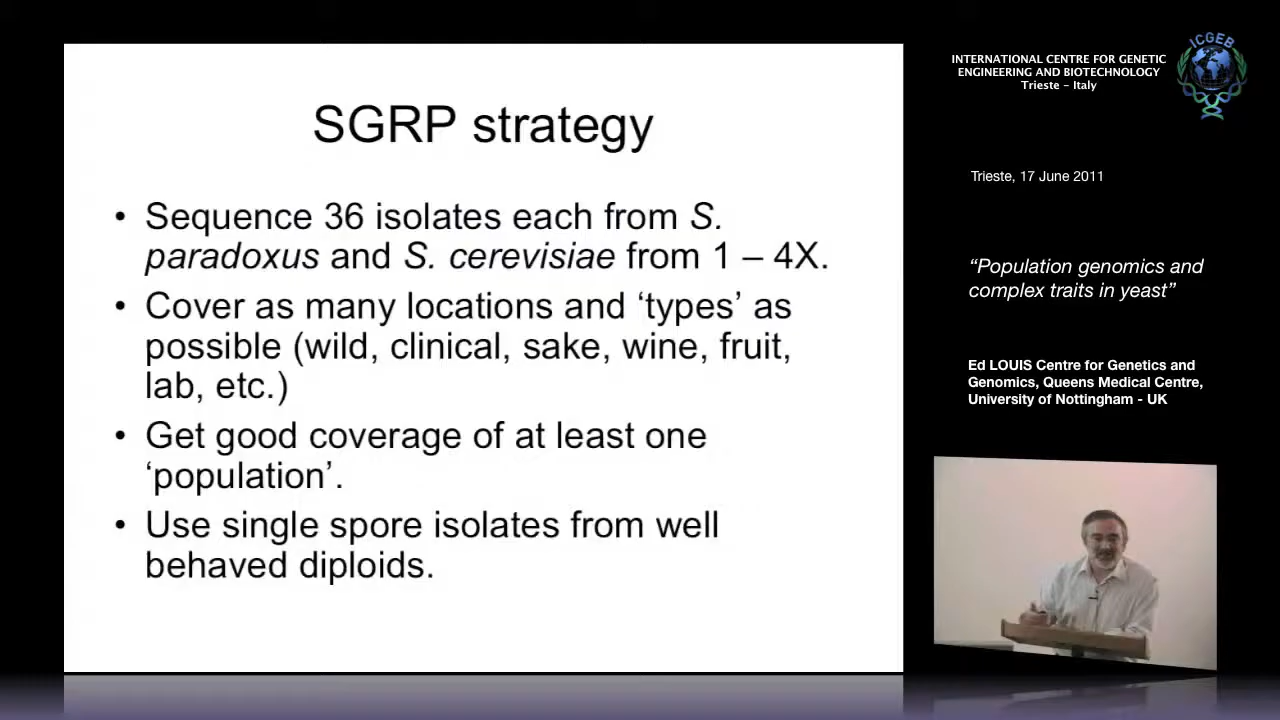 SGRP strategy
• Sequence 36 isolates each from S.
paradoxus and S. cerevisiae from 1 – 4X.
• Cover as many locations and ‘types’ as
possible (wild, clinical, sake, wine, fruit,
lab, etc.)
• Get good coverage of at least one
‘population’.
• Use single spore isolates from well
behaved diploids.
INTERNATIONAL CENTRE FOR GENETIC
ENGINEERING AND BIOTECHNOLOGY
Trieste - Italy
ICGEB
Trieste, 17 June 2011
“Population genomics and
complex traits in yeast”
Ed LOUIS Centre for Genetics and
Genomics, Queens Medical Centre,
University of Nottingham - UK